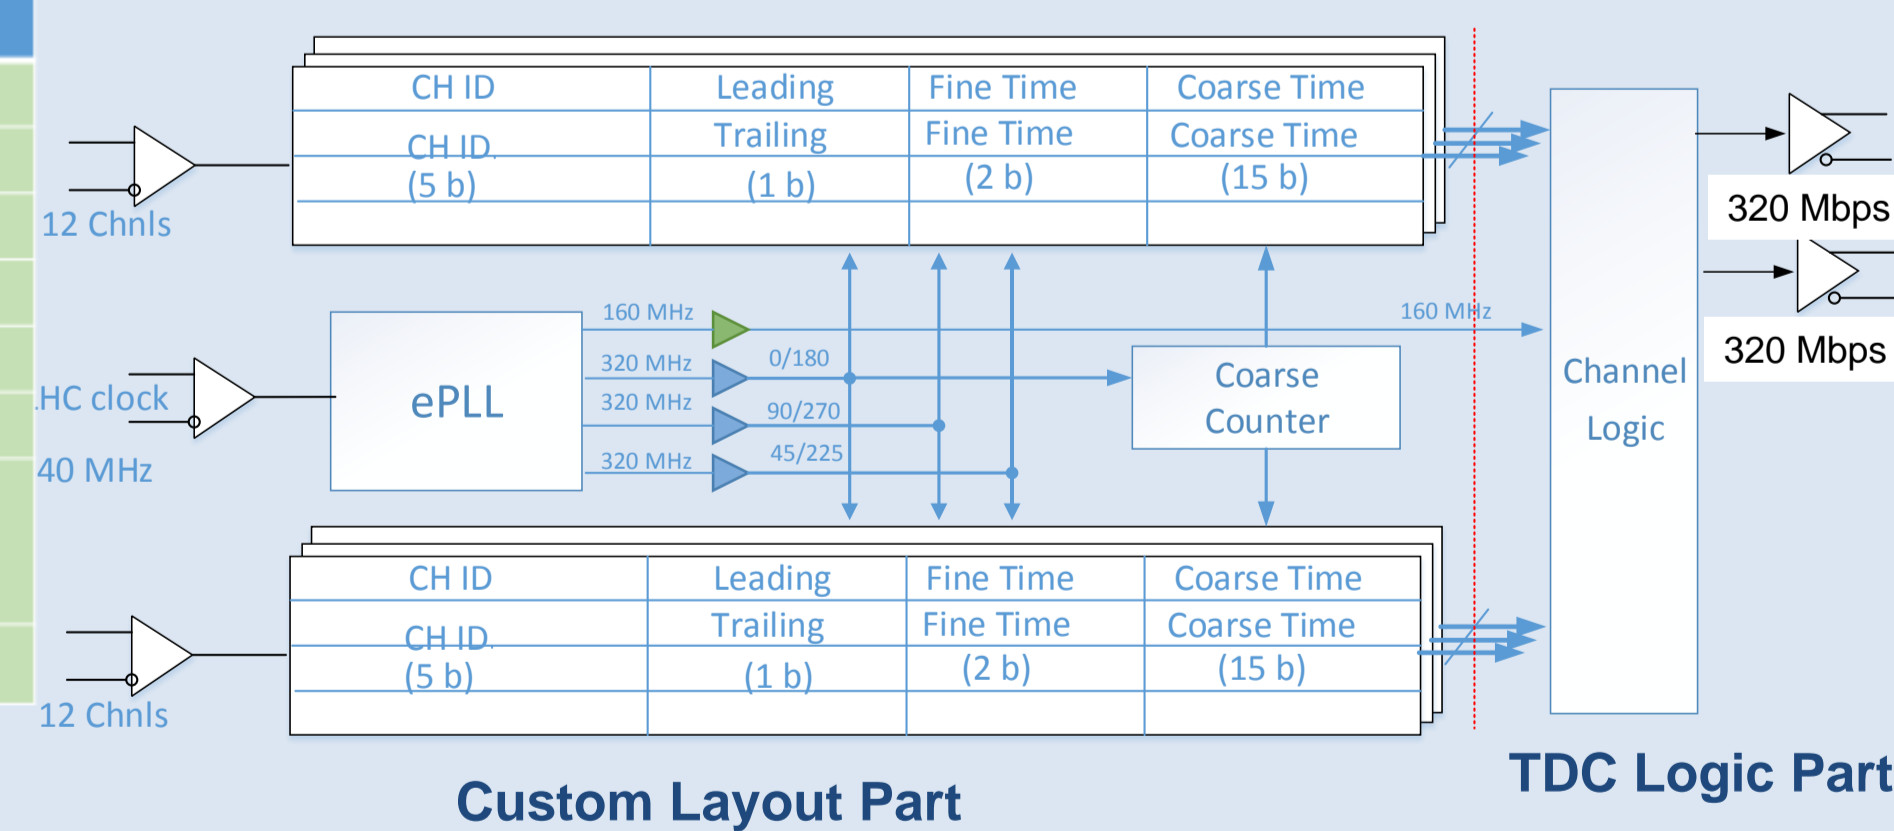 CH ID Leading Fine Time Coarse Time
CH ID. Trailing Fine Time Coarse Time
(5 b) (1 b) (2 b) (15 b)
12 Chnls
320 Mbps
160 MHz
160 MHz
320 MHz 0/180
320 MHz 90/270
320 MHz 45/225
ePLL
Coarse
Counter
Channel
Logic
320 Mbps
HC clock
40 MHz
CH ID Leading Fine Time Coarse Time
CH ID. Trailing Fine Time Coarse Time
(5 b) (1 b) (2 b) (15 b)
12 Chnls
TDC Logic Part
Custom Layout Part